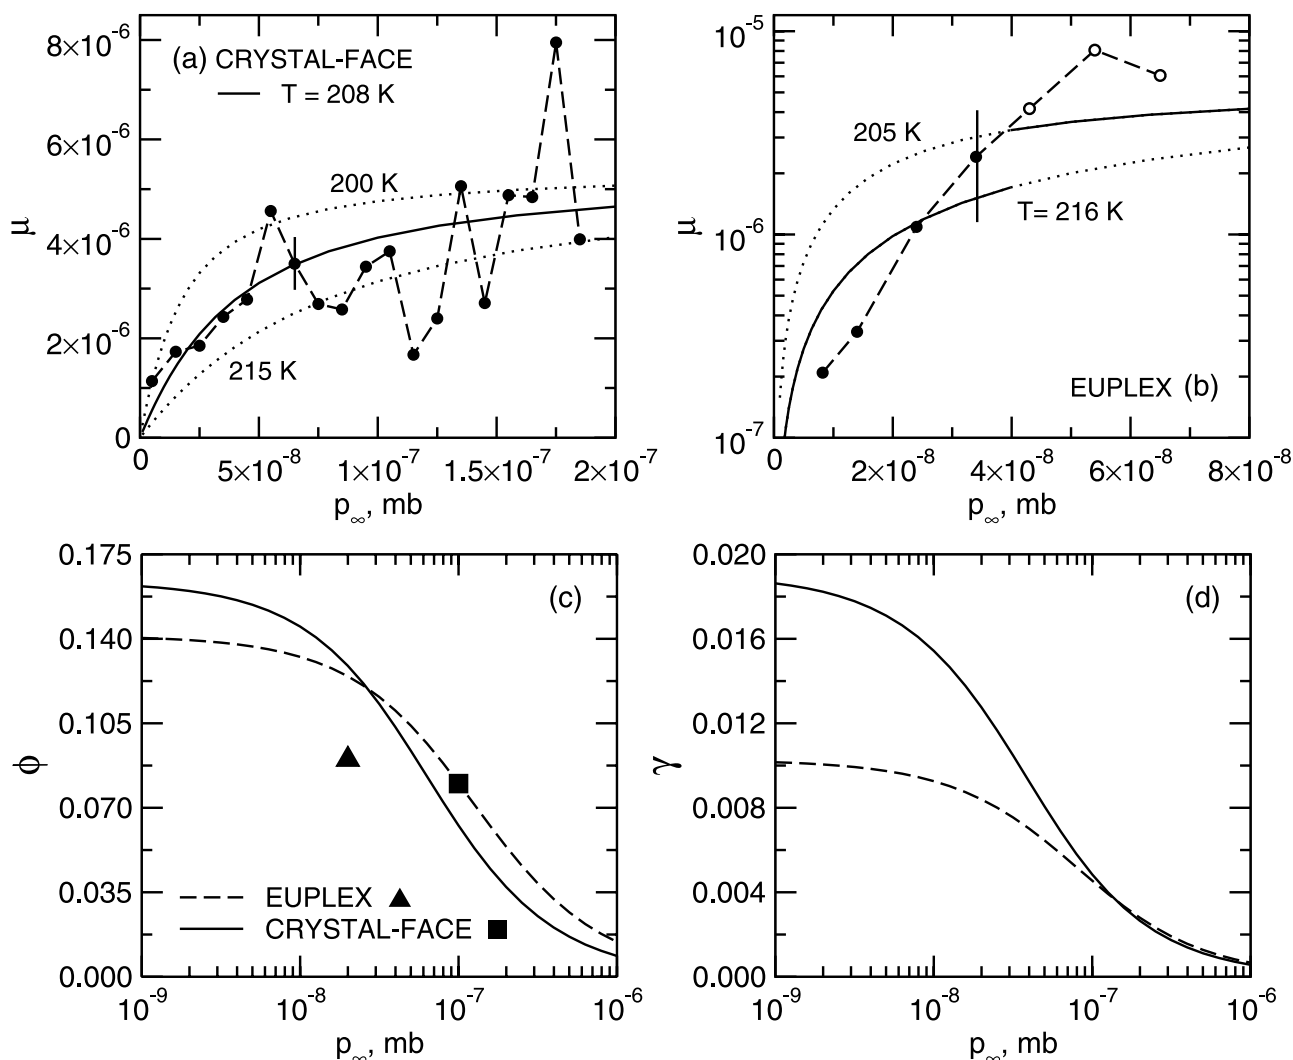 8×10-6
6×10-6
4×10-6
2×10-6
0
μ
(a) CRYSTAL-FACE
T = 208 K
200 K
215 K
0 5×10-8 1×10-7 1.5×10-7 2×10-7
p∞, mb
10-5
10-6
10-7
μ
205 K
T= 216 K
EUPLEX (b)
0 2×10-8 4×10-8 6×10-8 8×10-8
p∞, mb
0.175
0.140
0.105
0.070
0.035
0.000
ϕ
(c)
EUPLEX
CRYSTAL-FACE
10-9 10-8 10-7 10-6
p∞, mb
0.020
0.016
0.012
0.008
0.004
0.000
γ
(d)
10-9 10-8 10-7 10-6
p∞, mb